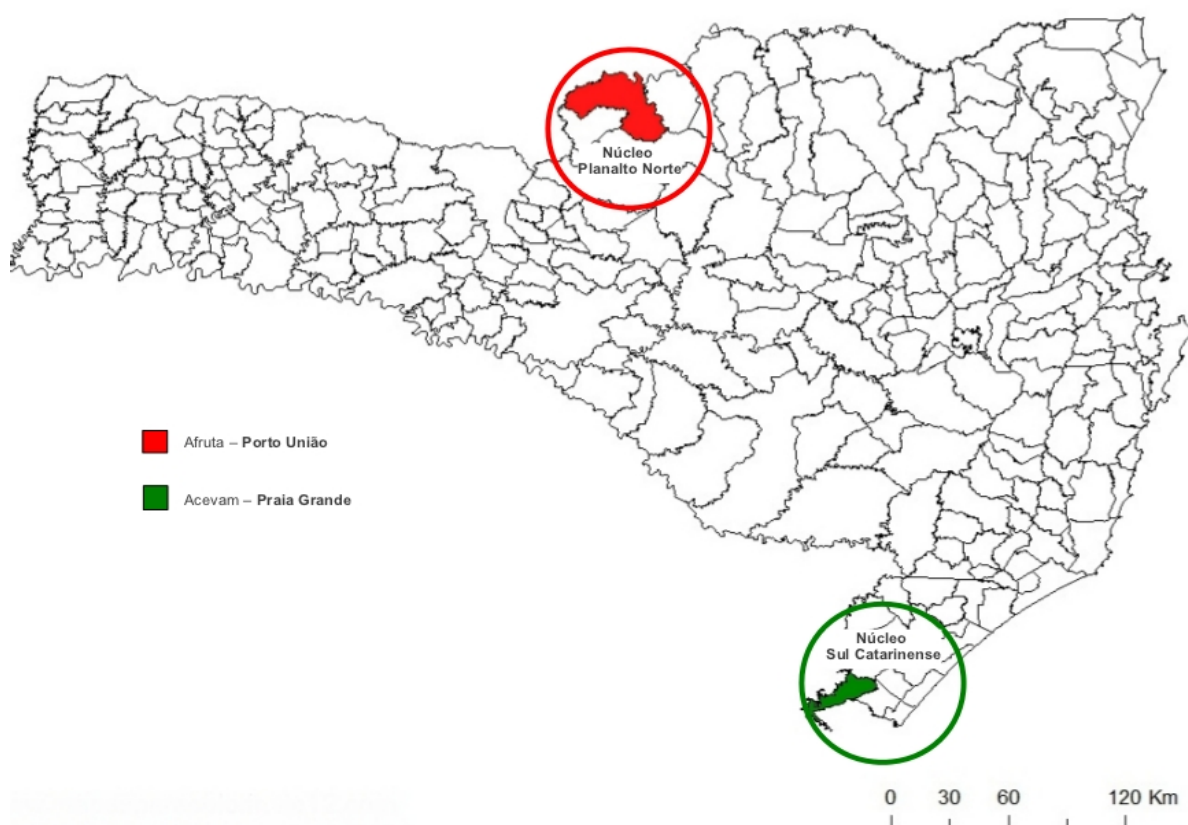 Núcleo
Planalto Norte
Afruta – Porto União
Acevam – Praia Grande
Núcleo
Sul Catarinense
0 30 60 120 Km